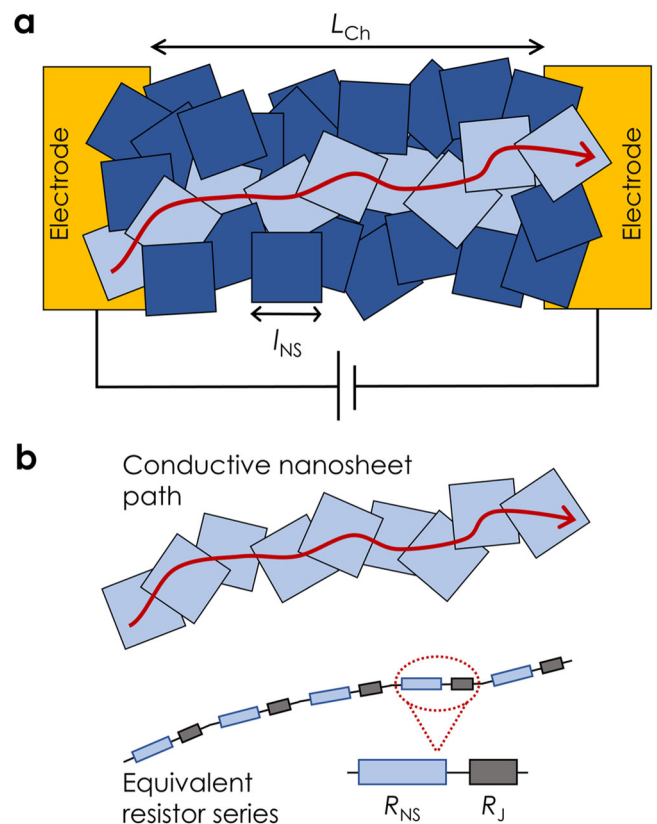 a
L_Ch
Electrode
Electrode
l_NS
b
Conductive nanosheet
path
Equivalent
resistor series
R_NS
R_J